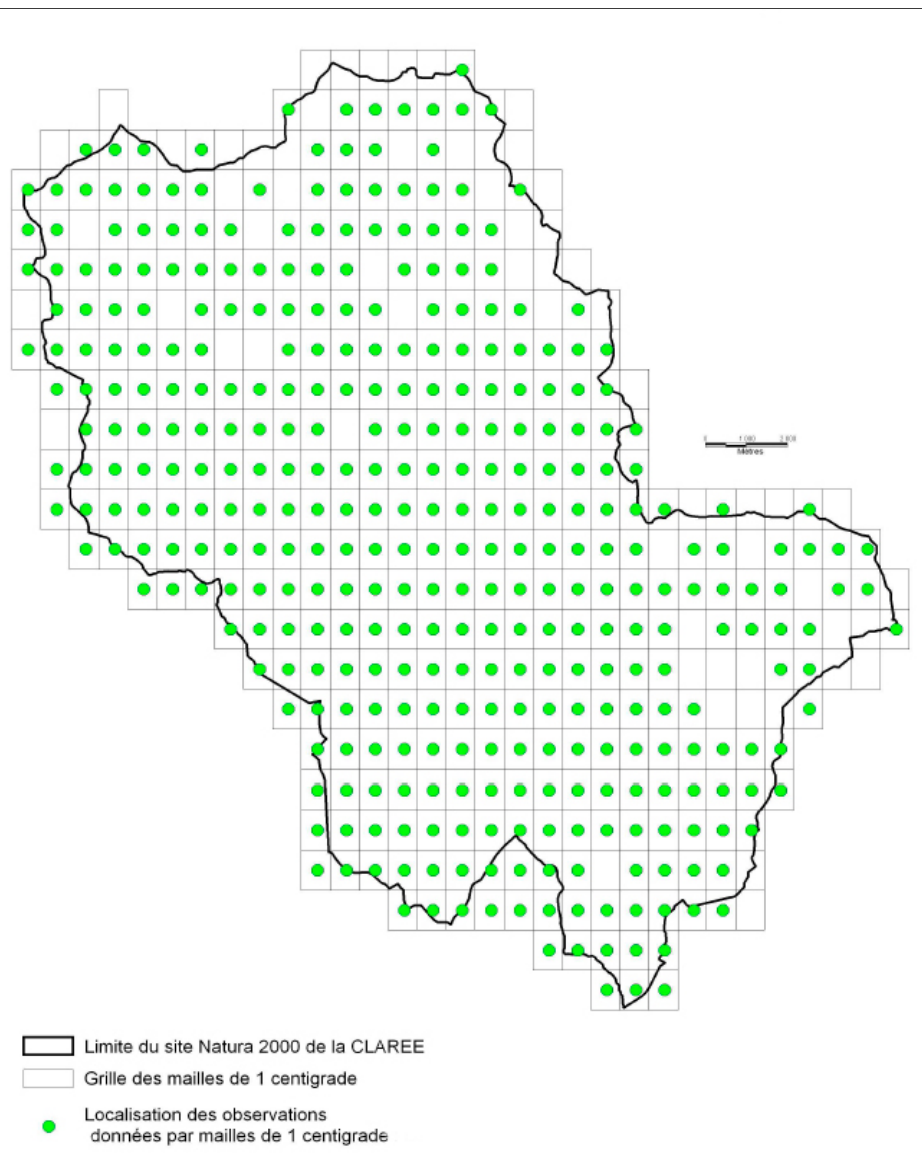 0 1 000 2 000
Mètres
Limite du site Natura 2000 de la CLAREE
Grille des mailles de 1 centigrade
Localisation des observations
données par mailles de 1 centigrade